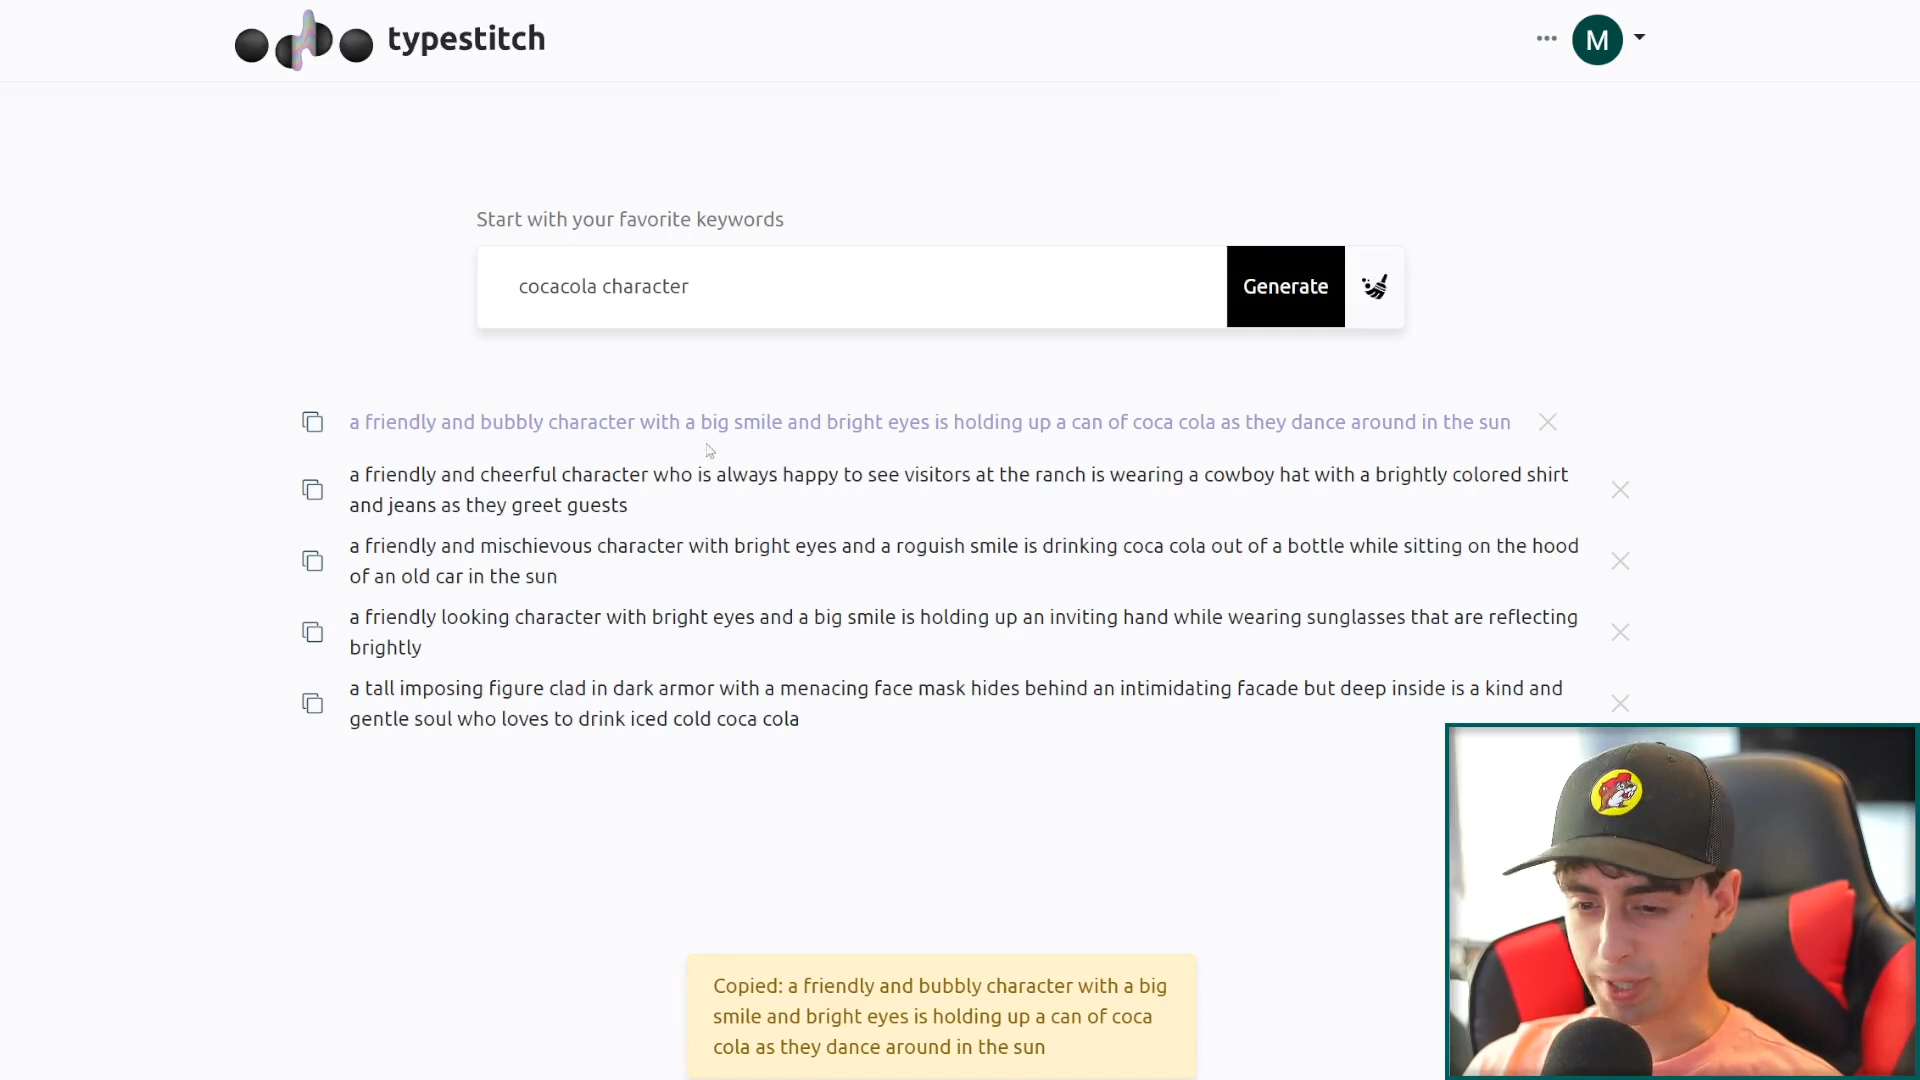 typestitch
M
Start with your favorite keywords
cocacola character
Generate
a friendly and bubbly character with a big smile and bright eyes is holding up a can of coca cola as they dance around in the sun
a friendly and cheerful character who is always happy to see visitors at the ranch is wearing a cowboy hat with a brightly colored shirt
and jeans as they greet guests
a friendly and mischievous character with bright eyes and a roguish smile is drinking coca cola out of a bottle while sitting on the hood
of an old car in the sun
a friendly looking character with bright eyes and a big smile is holding up an inviting hand while wearing sunglasses that are reflecting
brightly
a tall imposing figure clad in dark armor with a menacing face mask hides behind an intimidating facade but deep inside is a kind and
gentle soul who loves to drink iced cold coca cola
Copied: a friendly and bubbly character with a big
smile and bright eyes is holding up a can of coca
cola as they dance around in the sun